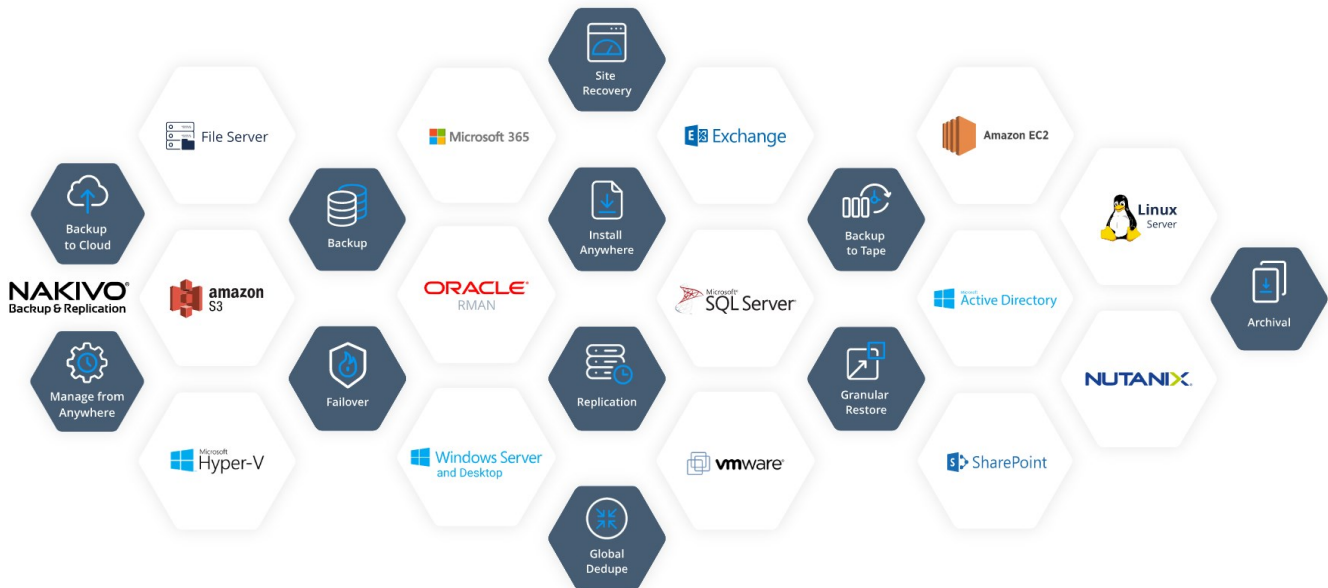 Site
Recovery
File Server
Microsoft 365
Exchange
Amazon EC2
Backup
to Cloud
Backup
Install
Anywhere
Backup
to Tape
Linux
Server
NAKIVO®
Backup & Replication
amazon
S3
ORACLE®
RMAN
Microsoft®
SQL Server®
Microsoft
Active Directory
Archival
Manage from
Anywhere
Failover
Replication
Granular
Restore
NUTANIX.
Microsoft
Hyper-V
Windows Server
and Desktop
vmware®
SharePoint
Global
Dedupe